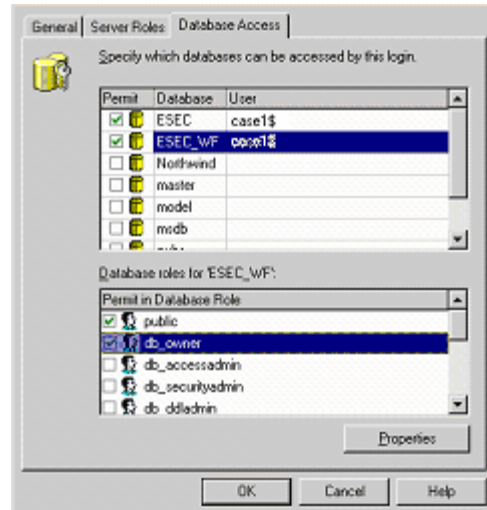 General Server Roles Database Access
Specify which databases can be accessed by this login.
Permit Database User
ESEC case1$
ESEC_WF case1$
Northwind
master
model
msdb
Database roles for 'ESEC_WF':
Permit in Database Role
public
db_owner
db_accessadmin
db_securityadmin
db_ddladmin
Properties
OK Cancel Help